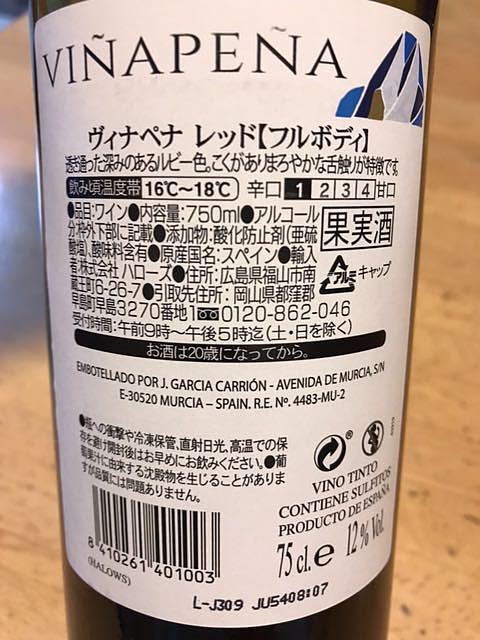 VIÑAPEÑA
ヴィナペナ レッド【フルボディ】
透き通った深みのあるルビー色。こくがありまろやかな舌触りが特徴です。
飲み頃温度帯 16℃～18℃ 辛口 1 2 3 4 甘口
●品目:ワイン●内容量:750ml●アルコール
分:枠外下部に記載●添加物:酸化防止剤(亜硫
酸塩)、酸味料含有●原産国名:スペイン●輸入
者:株式会社 ハローズ●住所:広島県福山市南
蔵王町6-26-7●引取先住所: 岡山県都窪郡
早島町早島3270番地1 0120-862-046
受付時間:午前9時～午後5時迄(土・日を除く)
果実酒
アルミ キャップ
お酒は20歳になってから。
EMBOTELLADO POR J. GARCIA CARRIÓN - AVENIDA DE MURCIA, S/N
E-30520 MURCIA – SPAIN. R.E. Nº. 4483-MU-2
●瓶への衝撃や冷凍保管、直射日光、高温での保
存を避け開封後はお早めにお飲みください。●葡
萄果汁に由来する沈殿物を生じることがありま
すが品質には問題ありません。
VINO TINTO
CONTIENE SULFITOS
PRODUCTO DE ESPAÑA
75 cl. e 12% Vol.
8 410261 401003
(HALOWS)
L-J309 JU5408:07